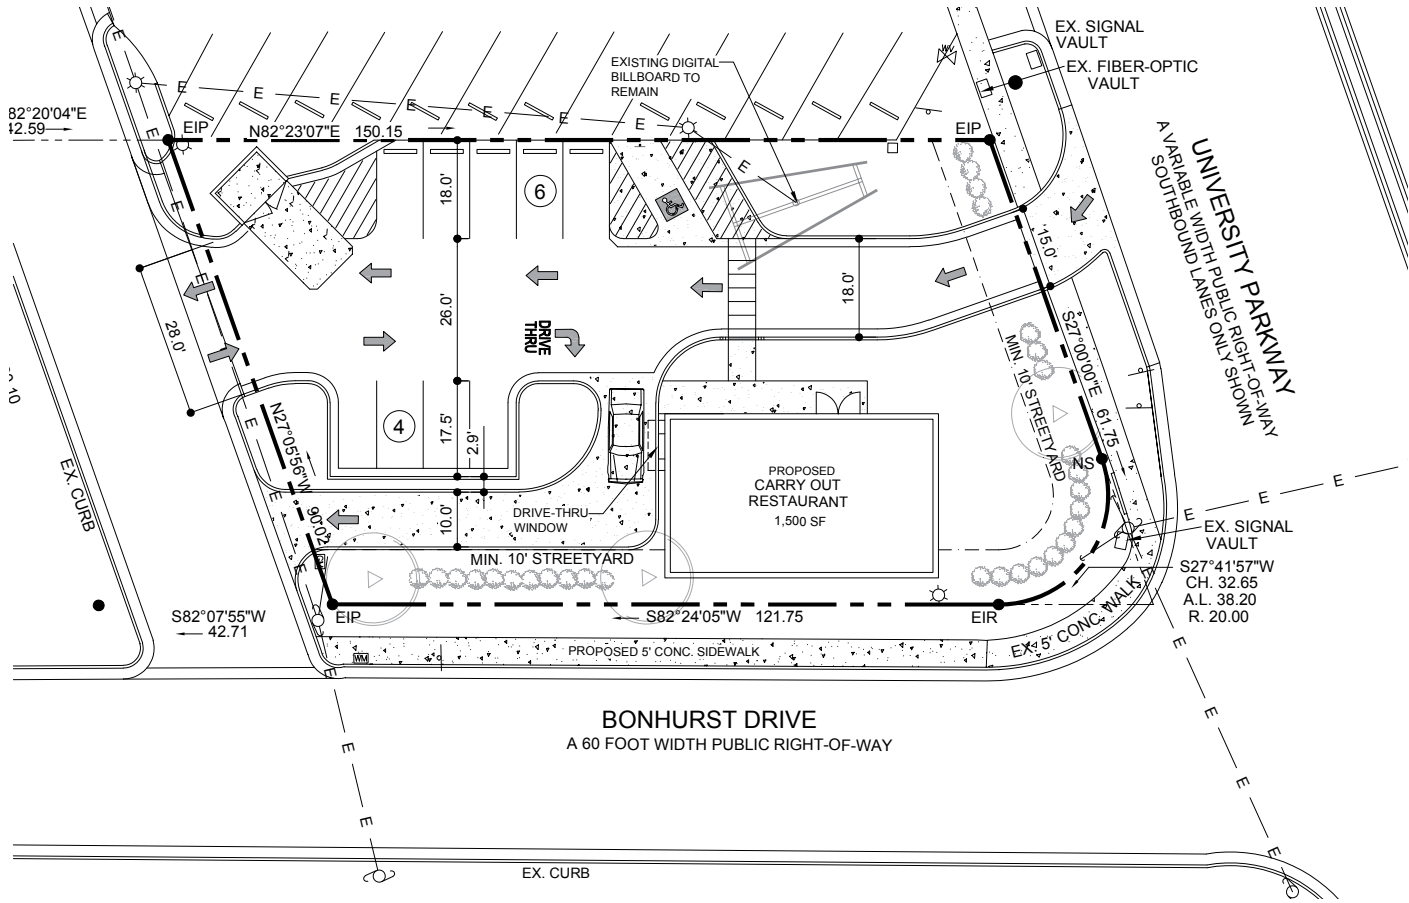 EX. SIGNAL
VAULT
EX. FIBER-OPTIC
VAULT
EXISTING DIGITAL
BILLBOARD TO
REMAIN
82°20'04"E
42.59
EIP
N82°23'07"E 150.15
EIP
E
E
E
E
E
E
E
E
E
E
WV
UNIVERSITY PARKWAY
A VARIABLE WIDTH PUBLIC RIGHT-OF-WAY
SOUTHBOUND LANES ONLY SHOWN
18.0'
6
15.0'
26.0'
18.0'
28.0'
DRIVE
THRU
S27°00'00"E 61.75
MIN. 10' STREETYARD
N27°05'56"W 90.02
4
17.5'
2.9'
10.0'
EX. CURB
PROPOSED
CARRY OUT
RESTAURANT
1,500 SF
DRIVE-THRU
WINDOW
NS
E
E
E
EX. SIGNAL
VAULT
MIN. 10' STREETYARD
S27°41'57"W
CH. 32.65
A.L. 38.20
R. 20.00
S82°07'55"W
42.71
EIP
S82°24'05"W 121.75
EIR
WM
PROPOSED 5' CONC. SIDEWALK
EX. 5' CONC. WALK
BONHURST DRIVE
A 60 FOOT WIDTH PUBLIC RIGHT-OF-WAY
E
E
E
E
E
E
E
E
EX. CURB